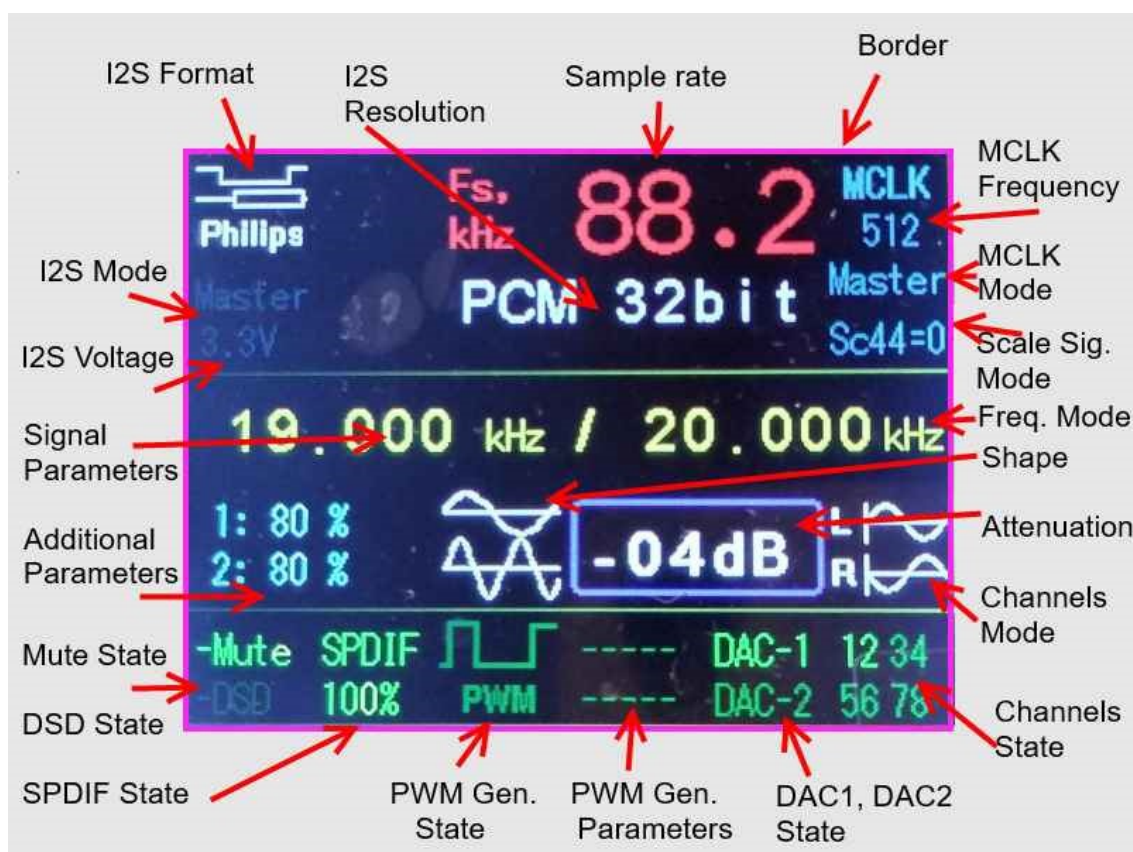 Border
I2S Format
I2S
Resolution
Sample rate
MCLK
Frequency
Fs,
kHz
88.2
MCLK
512
Philips
I2S Mode
Master
3.3V
PCM 32bit
Master
Sc44=0
MCLK
Mode
I2S Voltage
Scale Sig.
Mode
Signal
Parameters
19.000 kHz / 20.000 kHz
Freq. Mode
Shape
Additional
Parameters
1: 80 %
2: 80 %
-04dB
L
R
Attenuation
Channels
Mode
Mute State
-Mute SPDIF ----- DAC-1 12 34
-DSD 100% PWM ----- DAC-2 56 78
DSD State
Channels
State
SPDIF State
PWM Gen.
State
PWM Gen.
Parameters
DAC1, DAC2
State